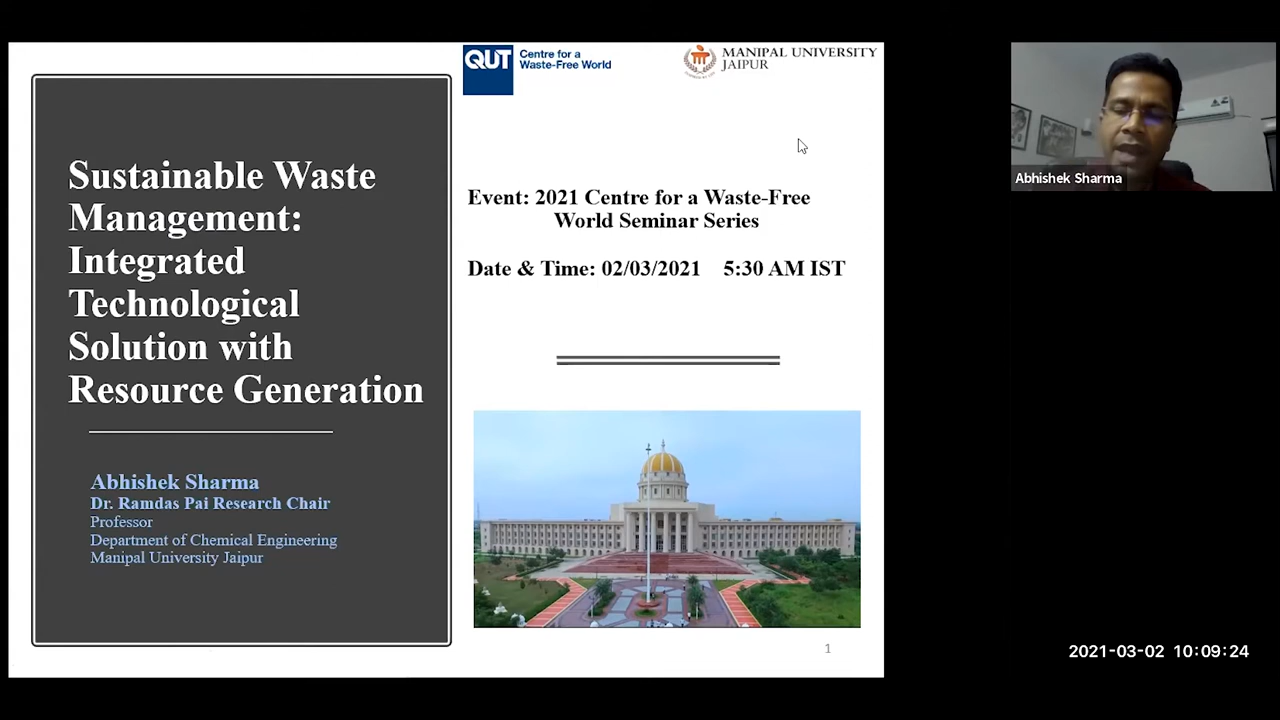 QUT Centre for a
Waste-Free World
MANIPAL UNIVERSITY
JAIPUR
Sustainable Waste
Management:
Integrated
Technological
Solution with
Resource Generation
Abhishek Sharma
Dr. Ramdas Pai Research Chair
Professor
Department of Chemical Engineering
Manipal University Jaipur
Event: 2021 Centre for a Waste-Free
World Seminar Series
Date & Time: 02/03/2021 5:30 AM IST
1
Abhishek Sharma
2021-03-02 10:09:24